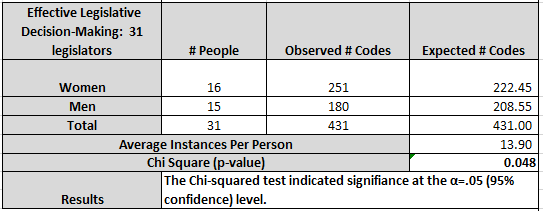 Effective Legislative
Decision-Making:  31
legislators
# People
Observed # Codes
Expected # Codes
Women 16 251 222.45
Men 15 180 208.55
Total 31 431 431.00
Average Instances Per Person 13.90
Chi Square (p-value) 0.048
Results
The Chi-squared test indicated signifiance at the α=.05 (95%
confidence) level.